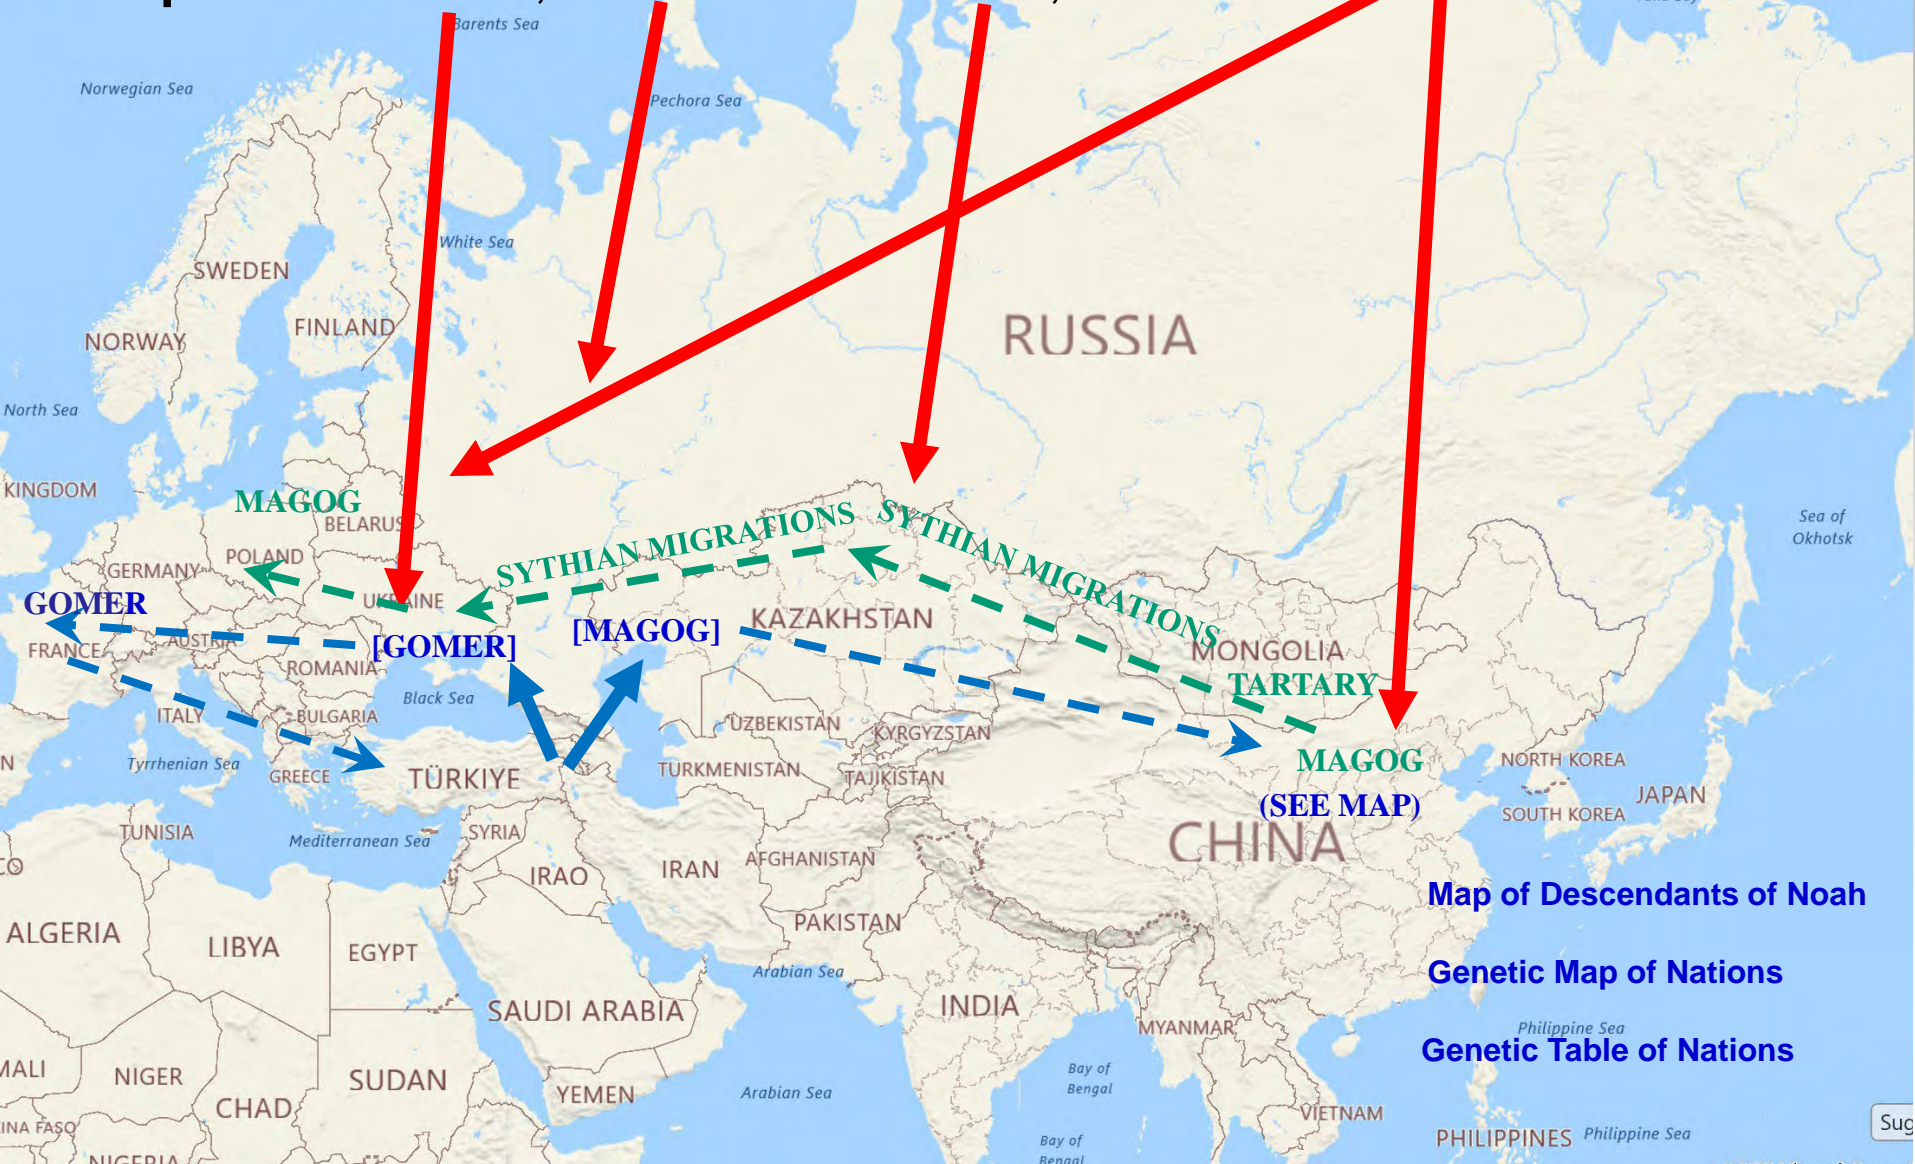 Barents Sea
Norwegian Sea
Pechora Sea
White Sea
SWEDEN
FINLAND
NORWAY
RUSSIA
North Sea
KINGDOM
MAGOG
BELARUS
SYTHIAN MIGRATIONS
SYTHIAN MIGRATIONS
Sea of
Okhotsk
POLAND
GERMANY
UKRAINE
GOMER
[GOMER]
[MAGOG]
KAZAKHSTAN
FRANCE
AUSTRIA
ROMANIA
MONGOLIA
TARTARY
Black Sea
ITALY
BULGARIA
UZBEKISTAN
KYRGYZSTAN
Tyrrhenian Sea
GREECE
TÜRKIYE
TURKMENISTAN
TAJIKISTAN
MAGOG
NORTH KOREA
(SEE MAP)
JAPAN
SOUTH KOREA
TUNISIA
Mediterranean Sea
SYRIA
CHINA
IRAQ
IRAN
AFGHANISTAN
Map of Descendants of Noah
ALGERIA
LIBYA
EGYPT
PAKISTAN
Arabian Sea
Genetic Map of Nations
SAUDI ARABIA
INDIA
MYANMAR
Philippine Sea
Genetic Table of Nations
MALI
NIGER
SUDAN
YEMEN
Arabian Sea
Bay of
Bengal
CHAD
VIETNAM
INA FASO
Sug
PHILIPPINES
Philippine Sea
Bay of
Bengal
NIGERIA